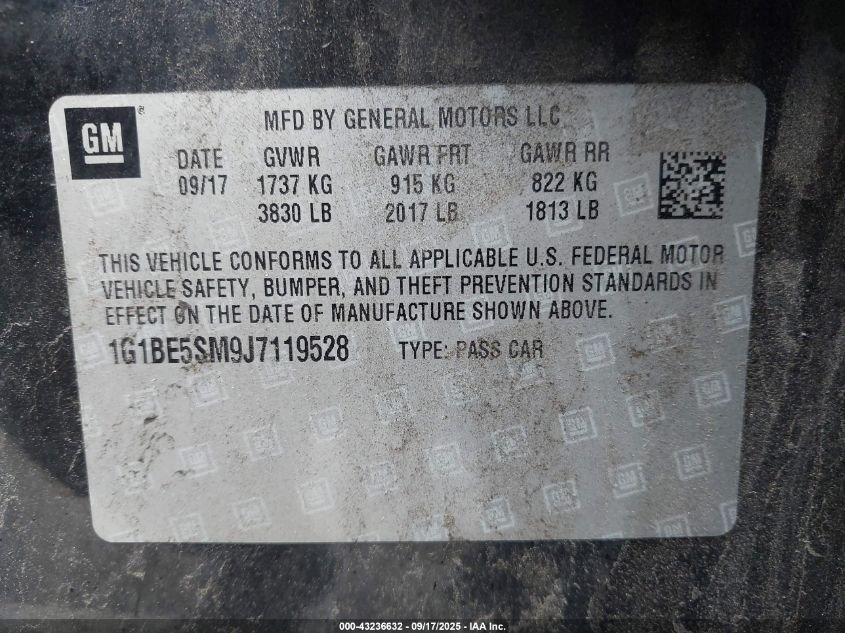 GM
MFD BY GENERAL MOTORS LLC
DATE GVWR GAWR FRT GAWR RR
09/17 1737 KG 915 KG 822 KG
3830 LB 2017 LB 1813 LB
THIS VEHICLE CONFORMS TO ALL APPLICABLE U.S. FEDERAL MOTOR
VEHICLE SAFETY, BUMPER, AND THEFT PREVENTION STANDARDS IN
EFFECT ON THE DATE OF MANUFACTURE SHOWN ABOVE.
1G1BE5SM9J7119528 TYPE: PASS CAR
000-43236632 - 09/17/2025 - IAA Inc.